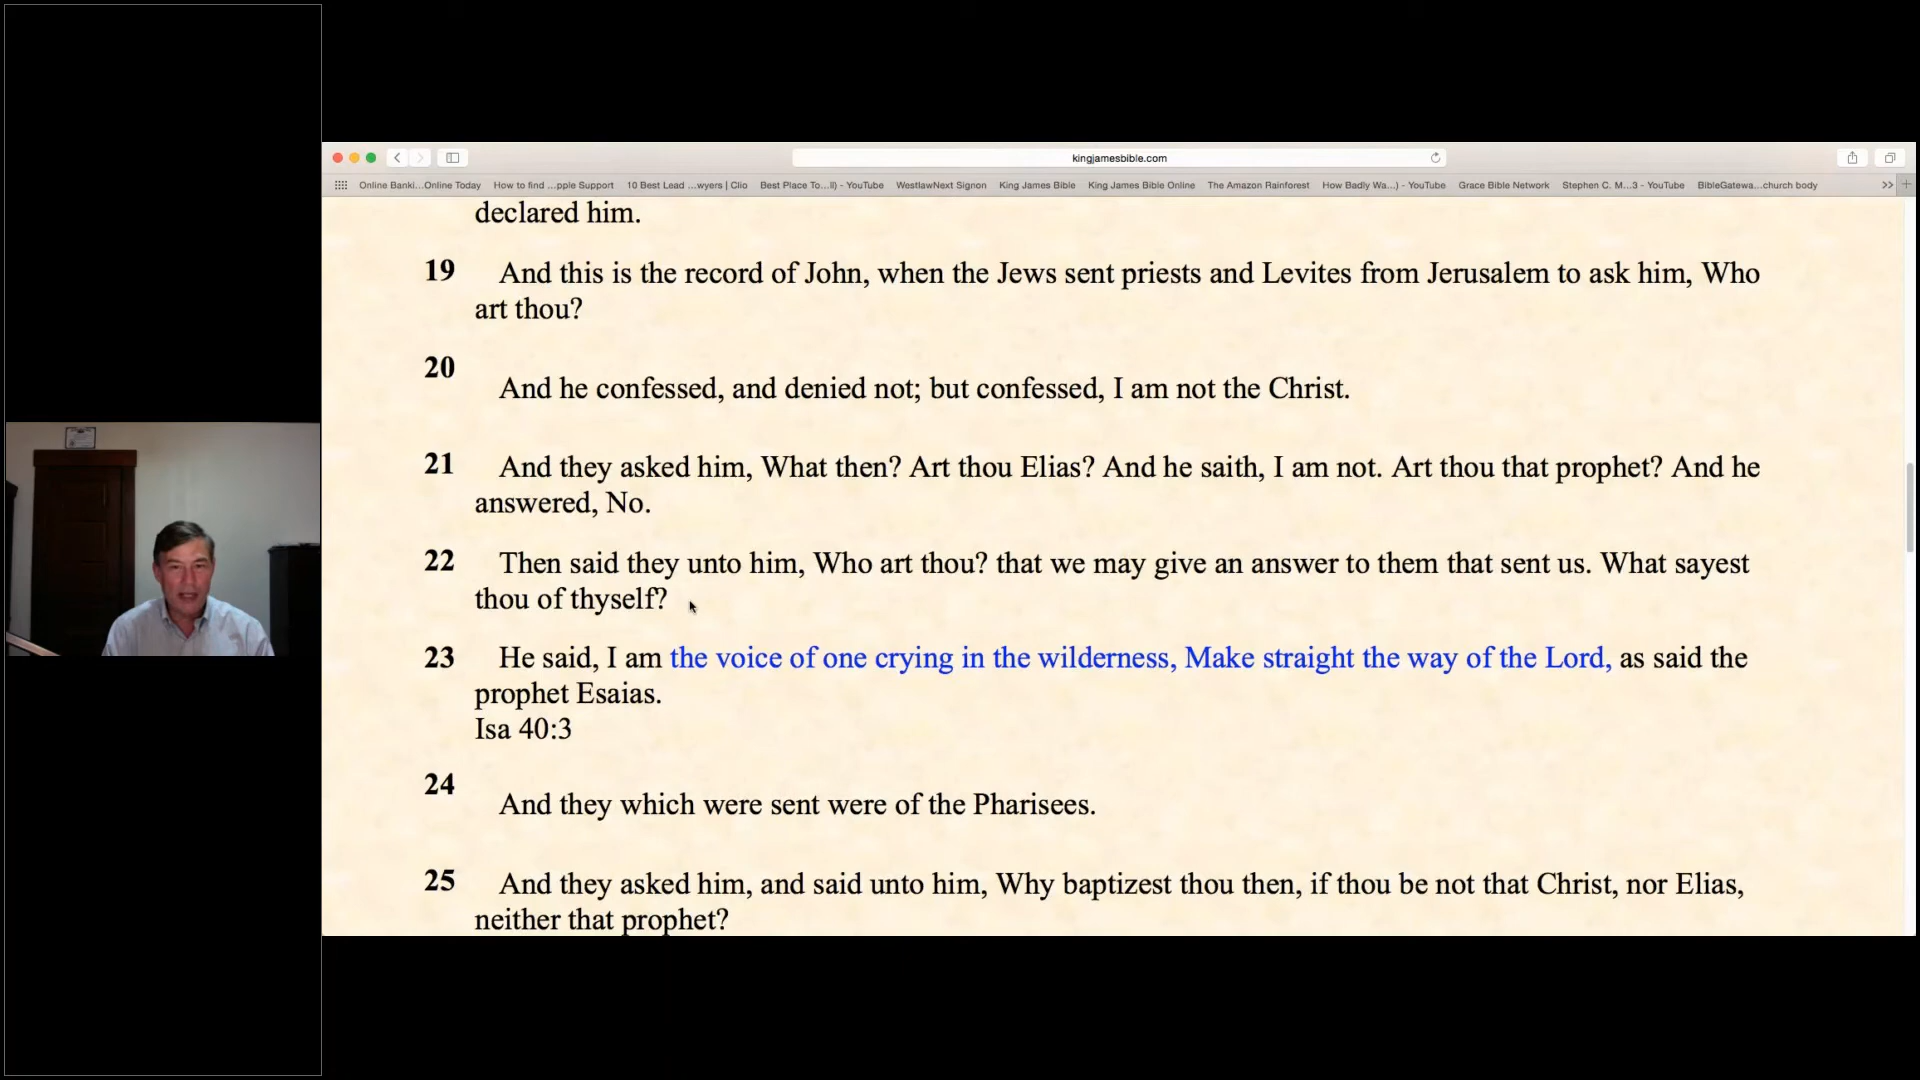 kingjamesbible.com
Online Banki...Online Today How to find ...pple Support 10 Best Lead ...wyers | Clio Best Place To...ll) - YouTube WestlawNext Signon King James Bible King James Bible Online The Amazon Rainforest How Badly Wa...) - YouTube Grace Bible Network Stephen C. M...3 - YouTube BibleGatewa...church body
declared him.
19 And this is the record of John, when the Jews sent priests and Levites from Jerusalem to ask him, Who
art thou?
20 And he confessed, and denied not; but confessed, I am not the Christ.
21 And they asked him, What then? Art thou Elias? And he saith, I am not. Art thou that prophet? And he
answered, No.
22 Then said they unto him, Who art thou? that we may give an answer to them that sent us. What sayest
thou of thyself?
23 He said, I am the voice of one crying in the wilderness, Make straight the way of the Lord, as said the
prophet Esaias.
Isa 40:3
24 And they which were sent were of the Pharisees.
25 And they asked him, and said unto him, Why baptizest thou then, if thou be not that Christ, nor Elias,
neither that prophet?